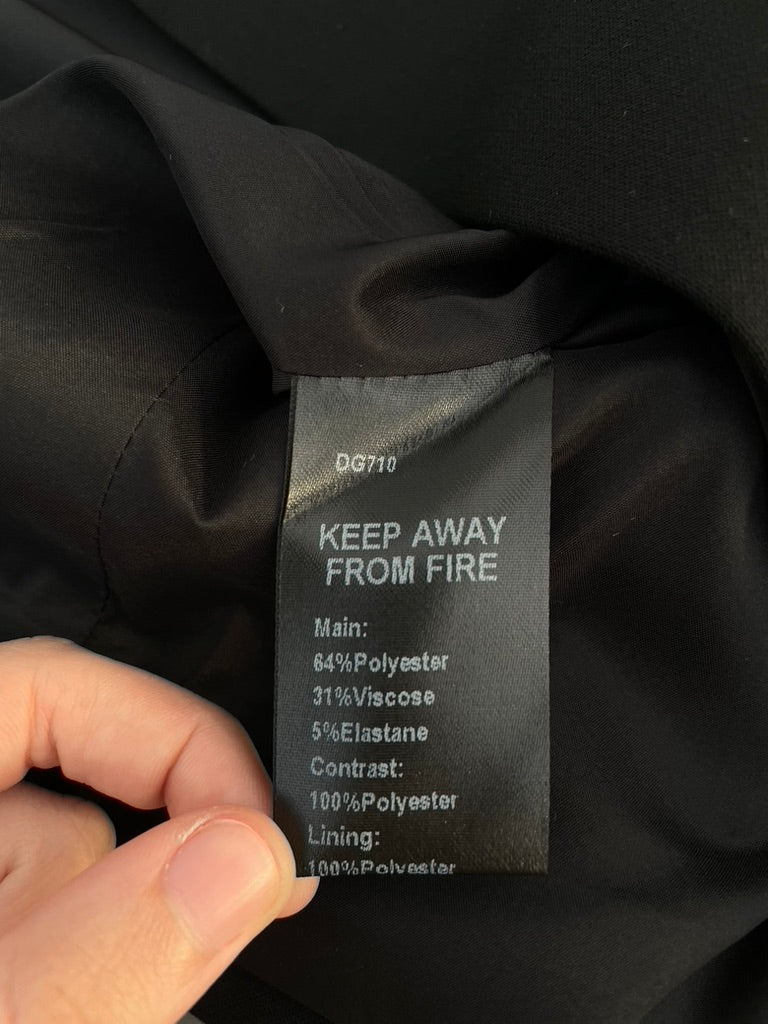 DG710
KEEP AWAY
FROM FIRE
Main:
64%Polyester
31%Viscose
5%Elastane
Contrast:
100%Polyester
Lining:
100%Polyester